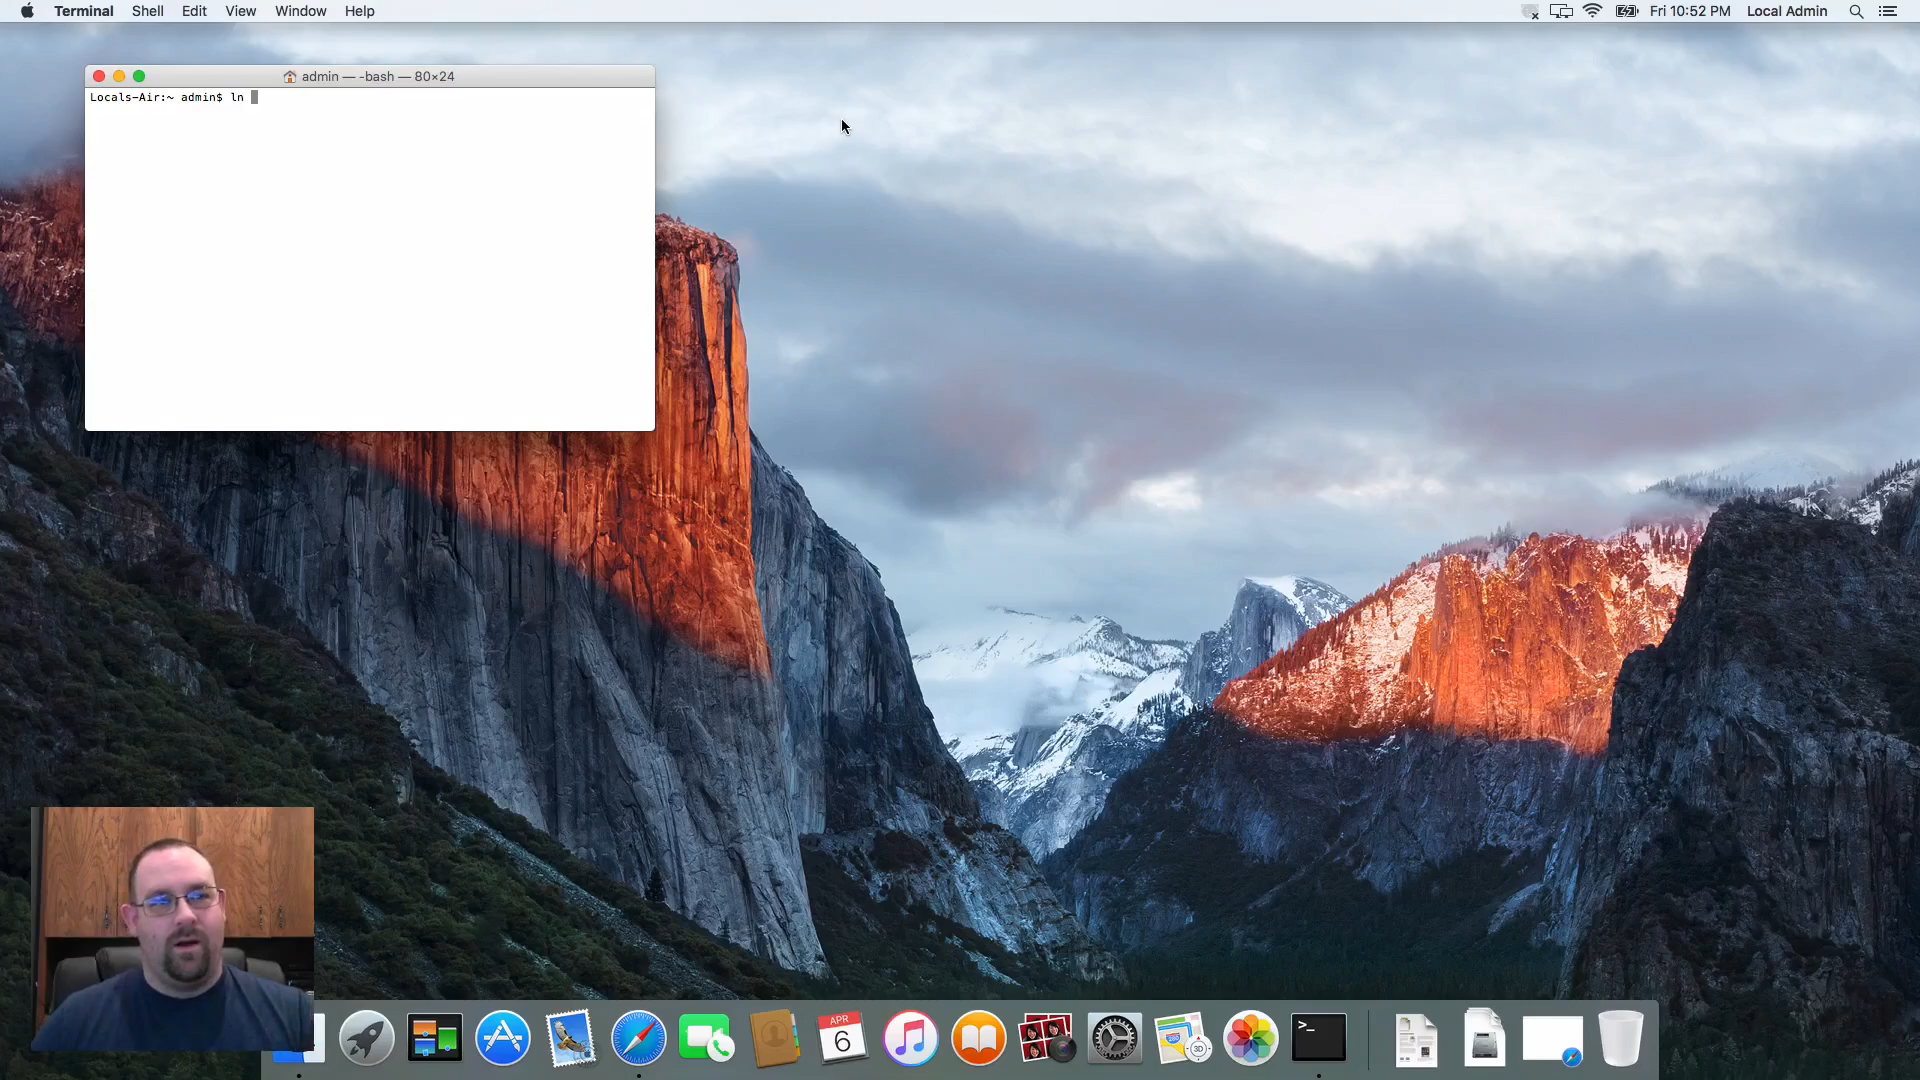 Terminal Shell Edit View Window Help
Fri 10:52 PM Local Admin
admin — -bash — 80×24
Locals-Air:~ admin$ ln
APR
6
3D
>_